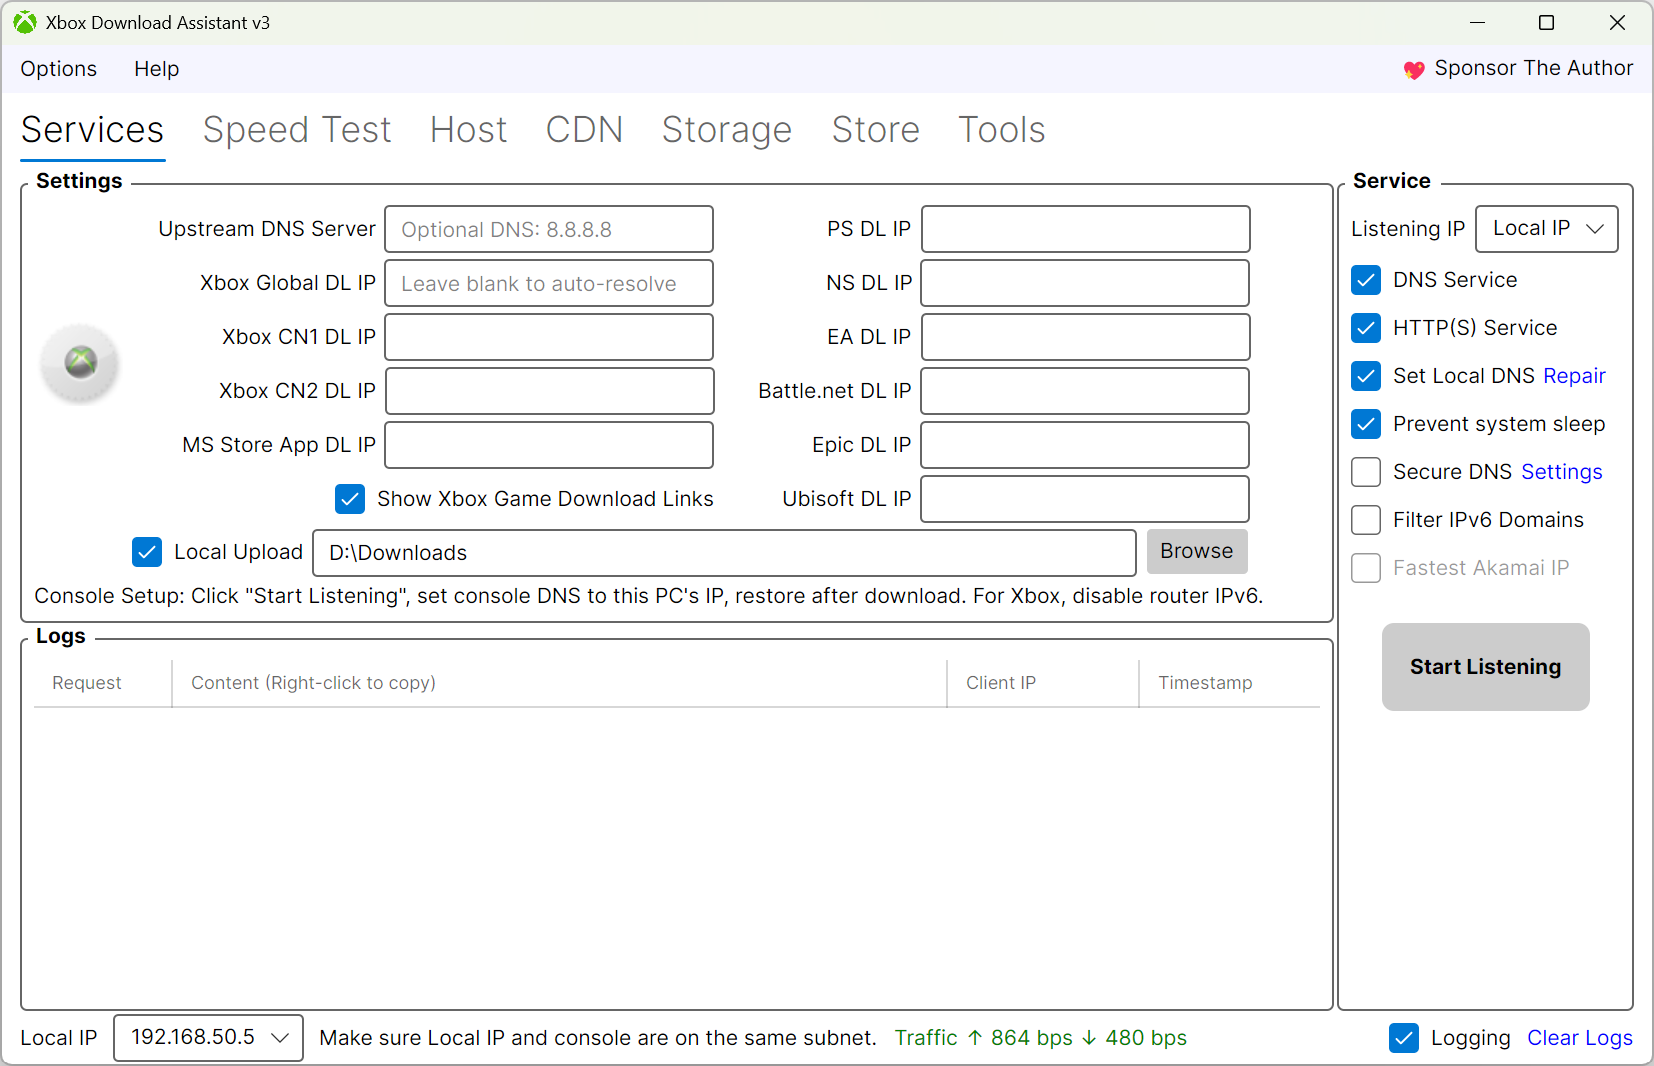 Xbox Download Assistant v3
Options Help Sponsor The Author
Services Speed Test Host CDN Storage Store Tools
Settings
Upstream DNS Server Optional DNS: 8.8.8.8 PS DL IP
Xbox Global DL IP Leave blank to auto-resolve NS DL IP
Xbox CN1 DL IP EA DL IP
Xbox CN2 DL IP Battle.net DL IP
MS Store App DL IP Epic DL IP
Show Xbox Game Download Links Ubisoft DL IP
Local Upload D:\Downloads Browse
Console Setup: Click "Start Listening", set console DNS to this PC's IP, restore after download. For Xbox, disable router IPv6.
Service
Listening IP Local IP
DNS Service
HTTP(S) Service
Set Local DNS Repair
Prevent system sleep
Secure DNS Settings
Filter IPv6 Domains
Fastest Akamai IP
Start Listening
Logs
Request Content (Right-click to copy) Client IP Timestamp
Local IP 192.168.50.5 Make sure Local IP and console are on the same subnet. Traffic ↑ 864 bps ↓ 480 bps Logging Clear Logs